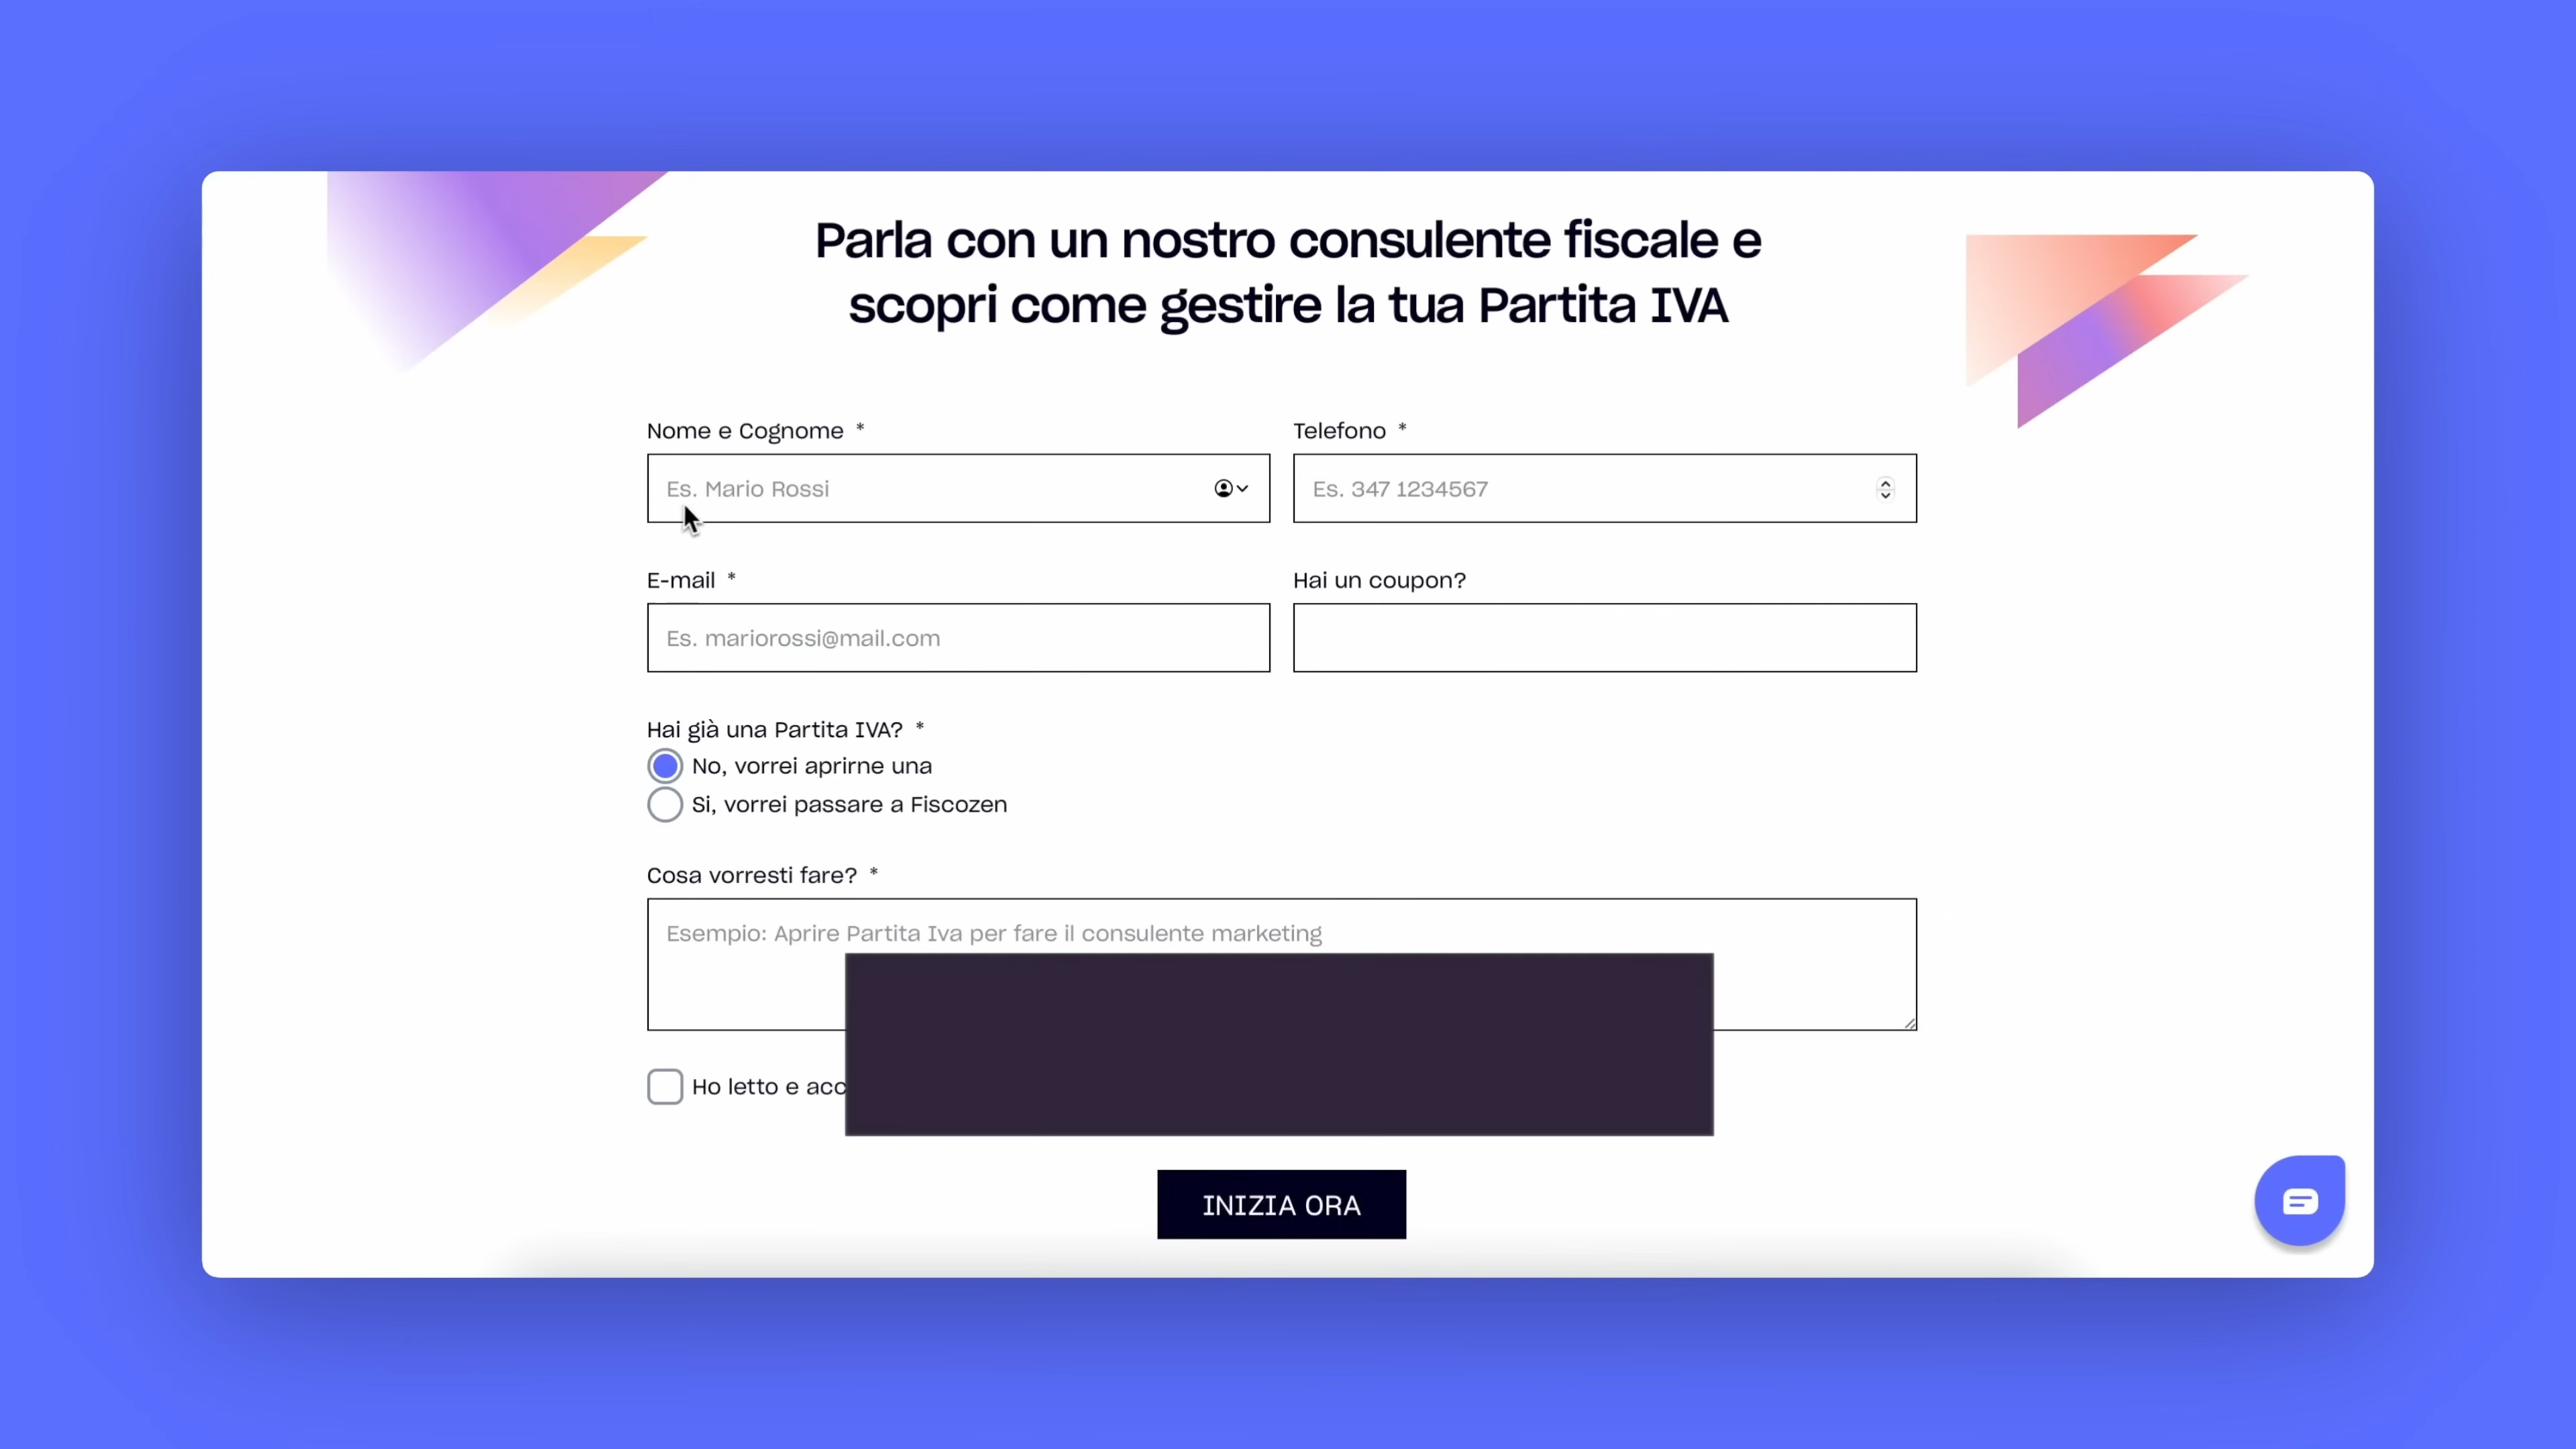 Parla con un nostro consulente fiscale e
scopri come gestire la tua Partita IVA
Nome e Cognome *
Telefono *
Es. Mario Rossi
Es. 347 1234567
E-mail *
Hai un coupon?
Es. mariorossi@mail.com
Hai già una Partita IVA? *
No, vorrei aprirne una
Si, vorrei passare a Fiscozen
Cosa vorresti fare? *
Esempio: Aprire Partita Iva per fare il consulente marketing
Ho letto e
INIZIA ORA